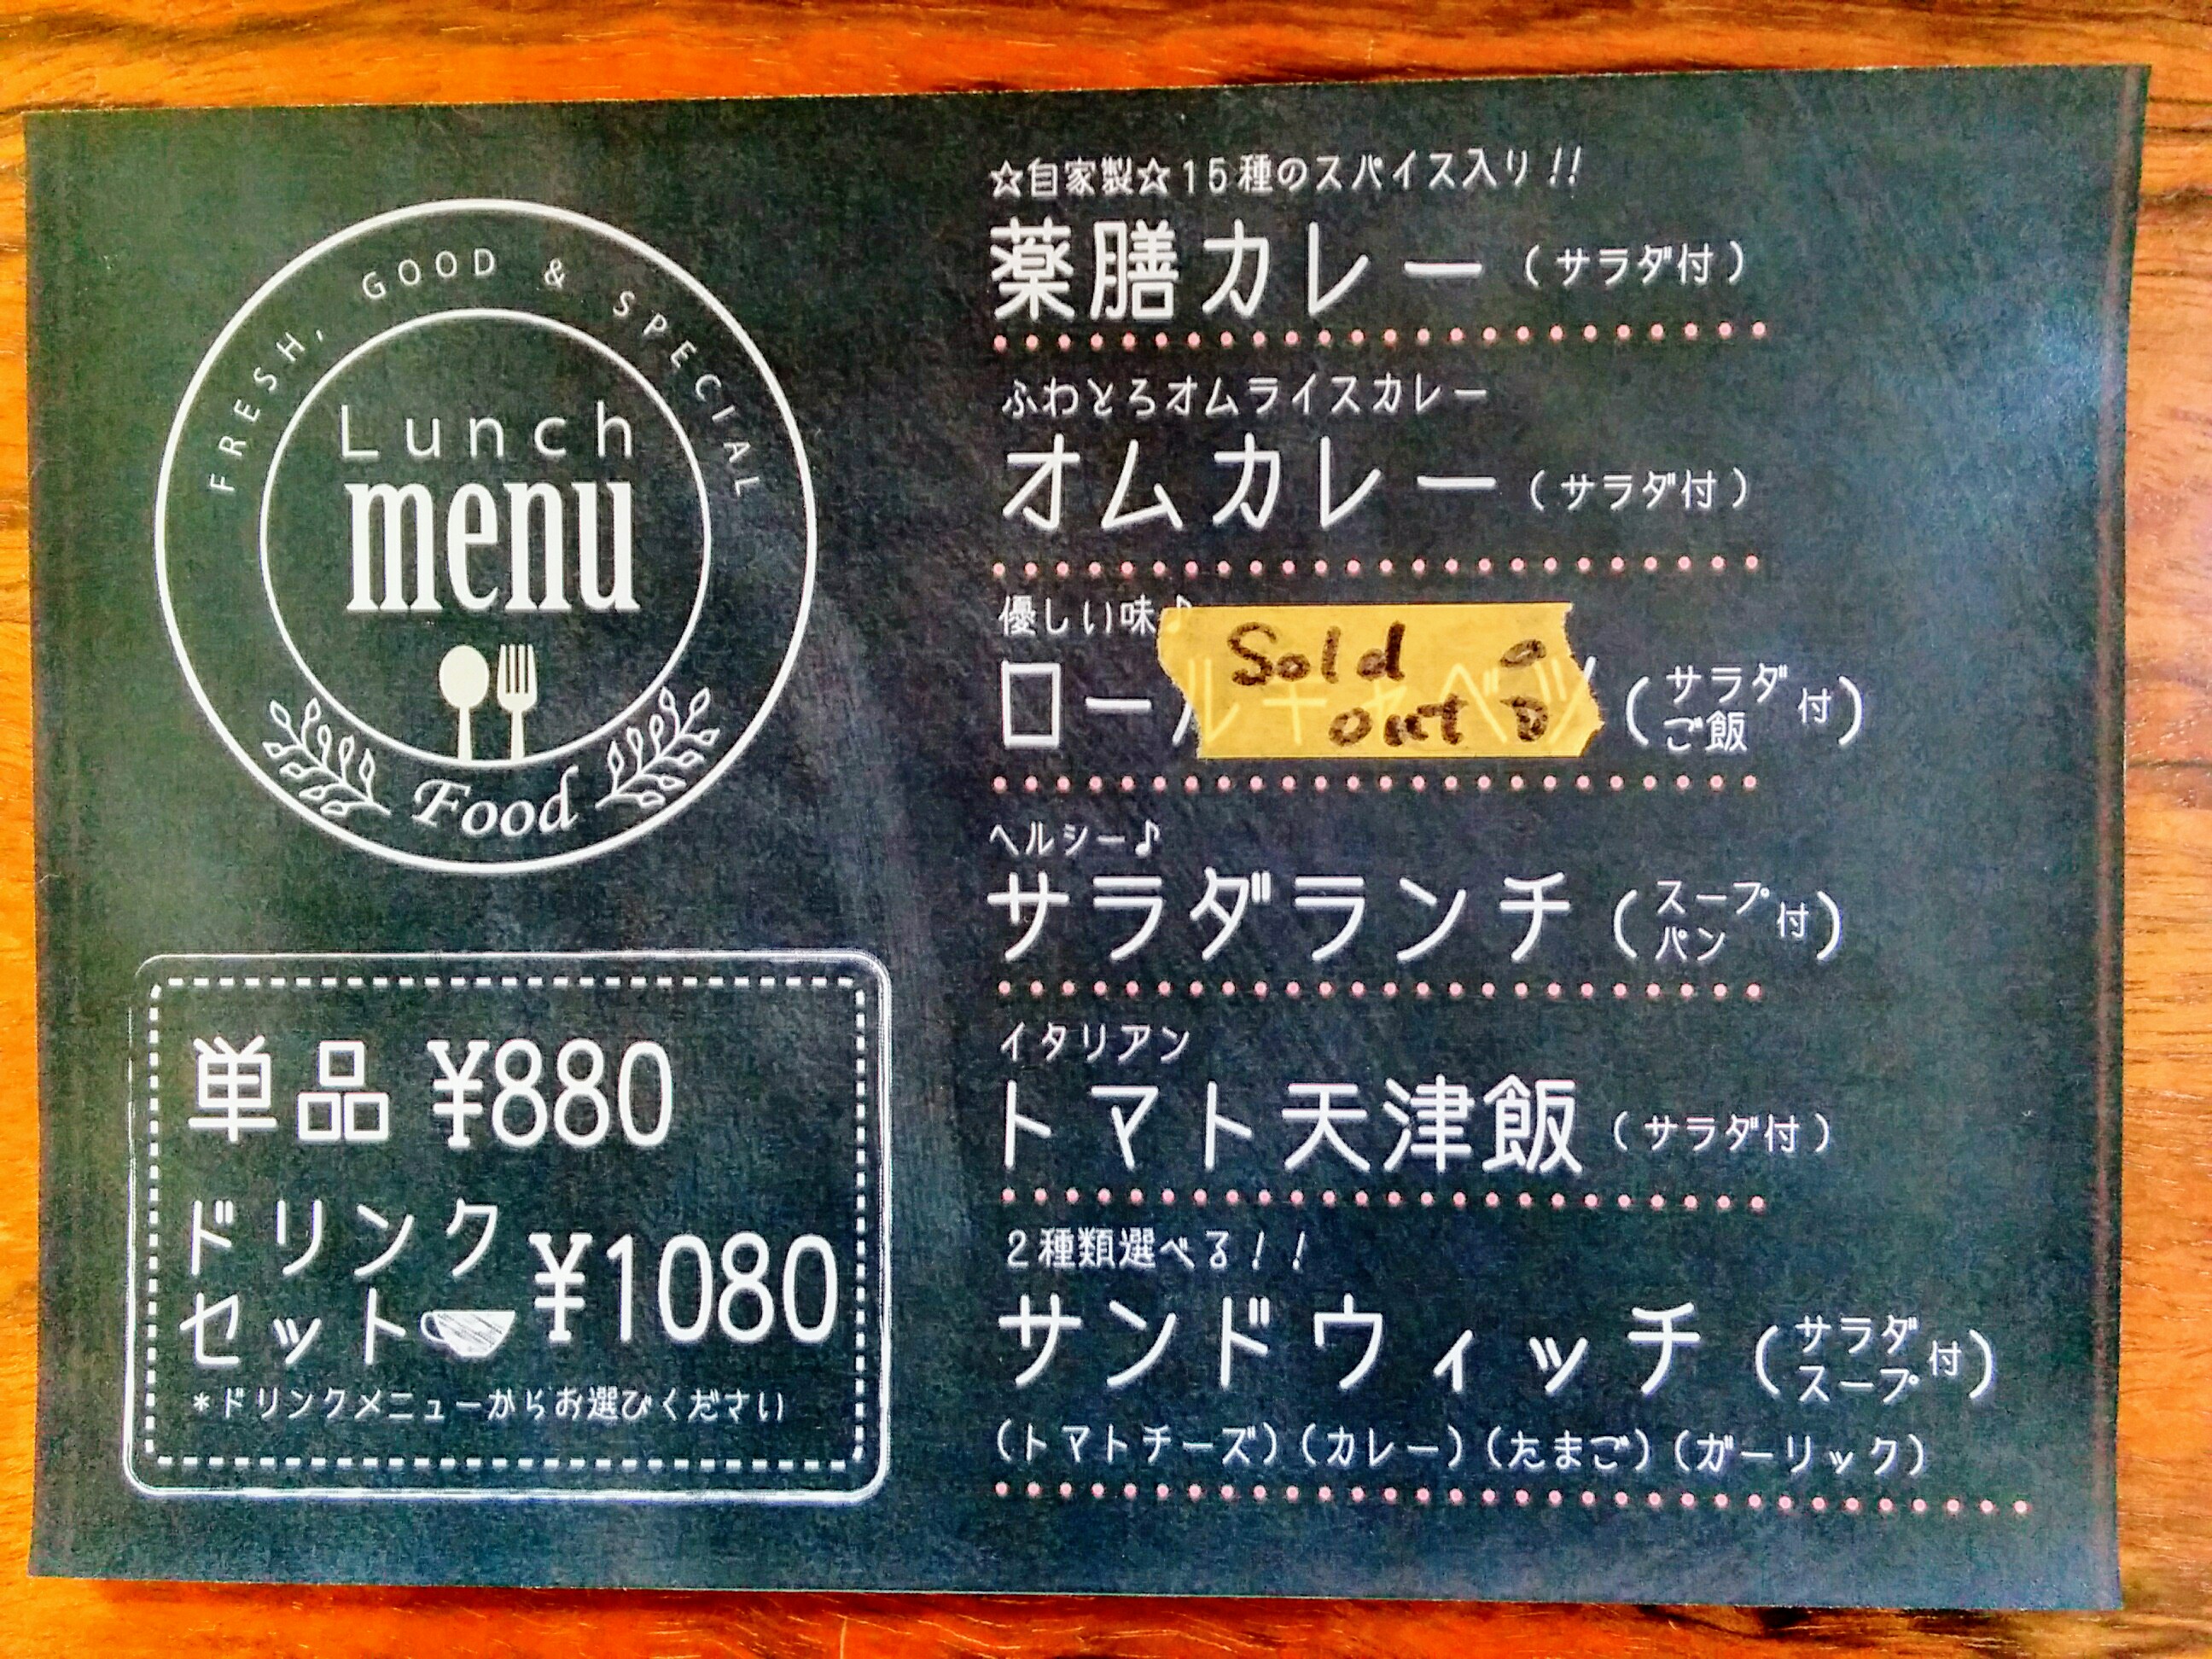 FRESH, GOOD & SPECIAL
Lunch
menu
Food
単品 ¥880
ドリンク
セット ¥1080
*ドリンクメニューからお選びください
☆自家製☆15種のスパイス入り!!
薬膳カレー (サラダ付)
ふわとろオムライスカレー
オムカレー (サラダ付)
優しい味♪
Sold
out
ロールキャベツ (サラダ ご飯 付)
ヘルシー♪
サラダランチ (スープ パン 付)
イタリアン
トマト天津飯 (サラダ付)
2種類選べる!!
サンドウィッチ (サラダ スープ 付)
(トマトチーズ)(カレー)(たまご)(ガーリック)